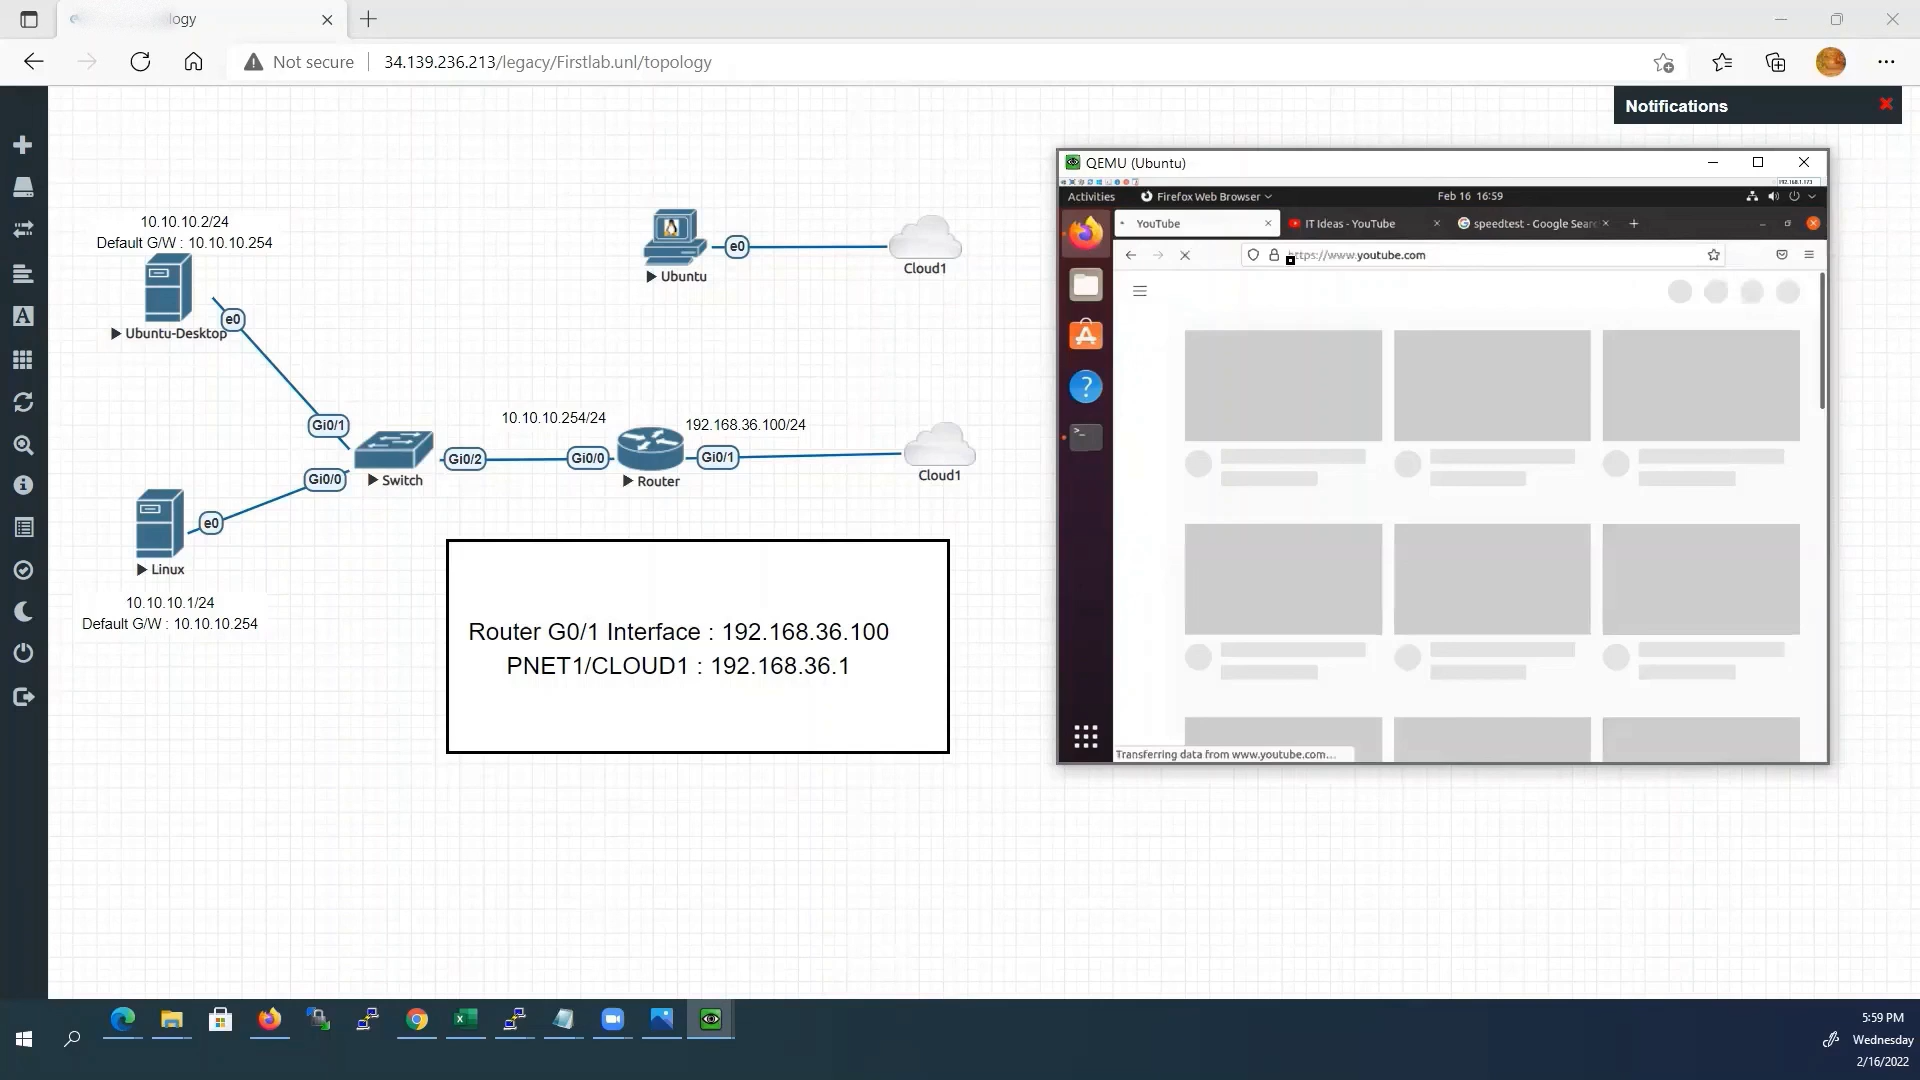 ology
Not secure
34.139.236.213/legacy/Firstlab.unl/topology
Notifications
10.10.10.2/24
Default G/W : 10.10.10.254
e0
Ubuntu-Desktop
e0
Ubuntu
Cloud1
Gi0/1
Gi0/0
Switch
Gi0/2
10.10.10.254/24
Gi0/0
Router
192.168.36.100/24
Gi0/1
Cloud1
e0
Linux
10.10.10.1/24
Default G/W : 10.10.10.254
Router G0/1 Interface : 192.168.36.100
PNET1/CLOUD1 : 192.168.36.1
QEMU (Ubuntu)
192.168.1.173
Activities
Firefox Web Browser
Feb 16 16:59
YouTube
IT Ideas - YouTube
speedtest - Google Sear
https://www.youtube.com
Transferring data from www.youtube.com...
5:59 PM
Wednesday
2/16/2022